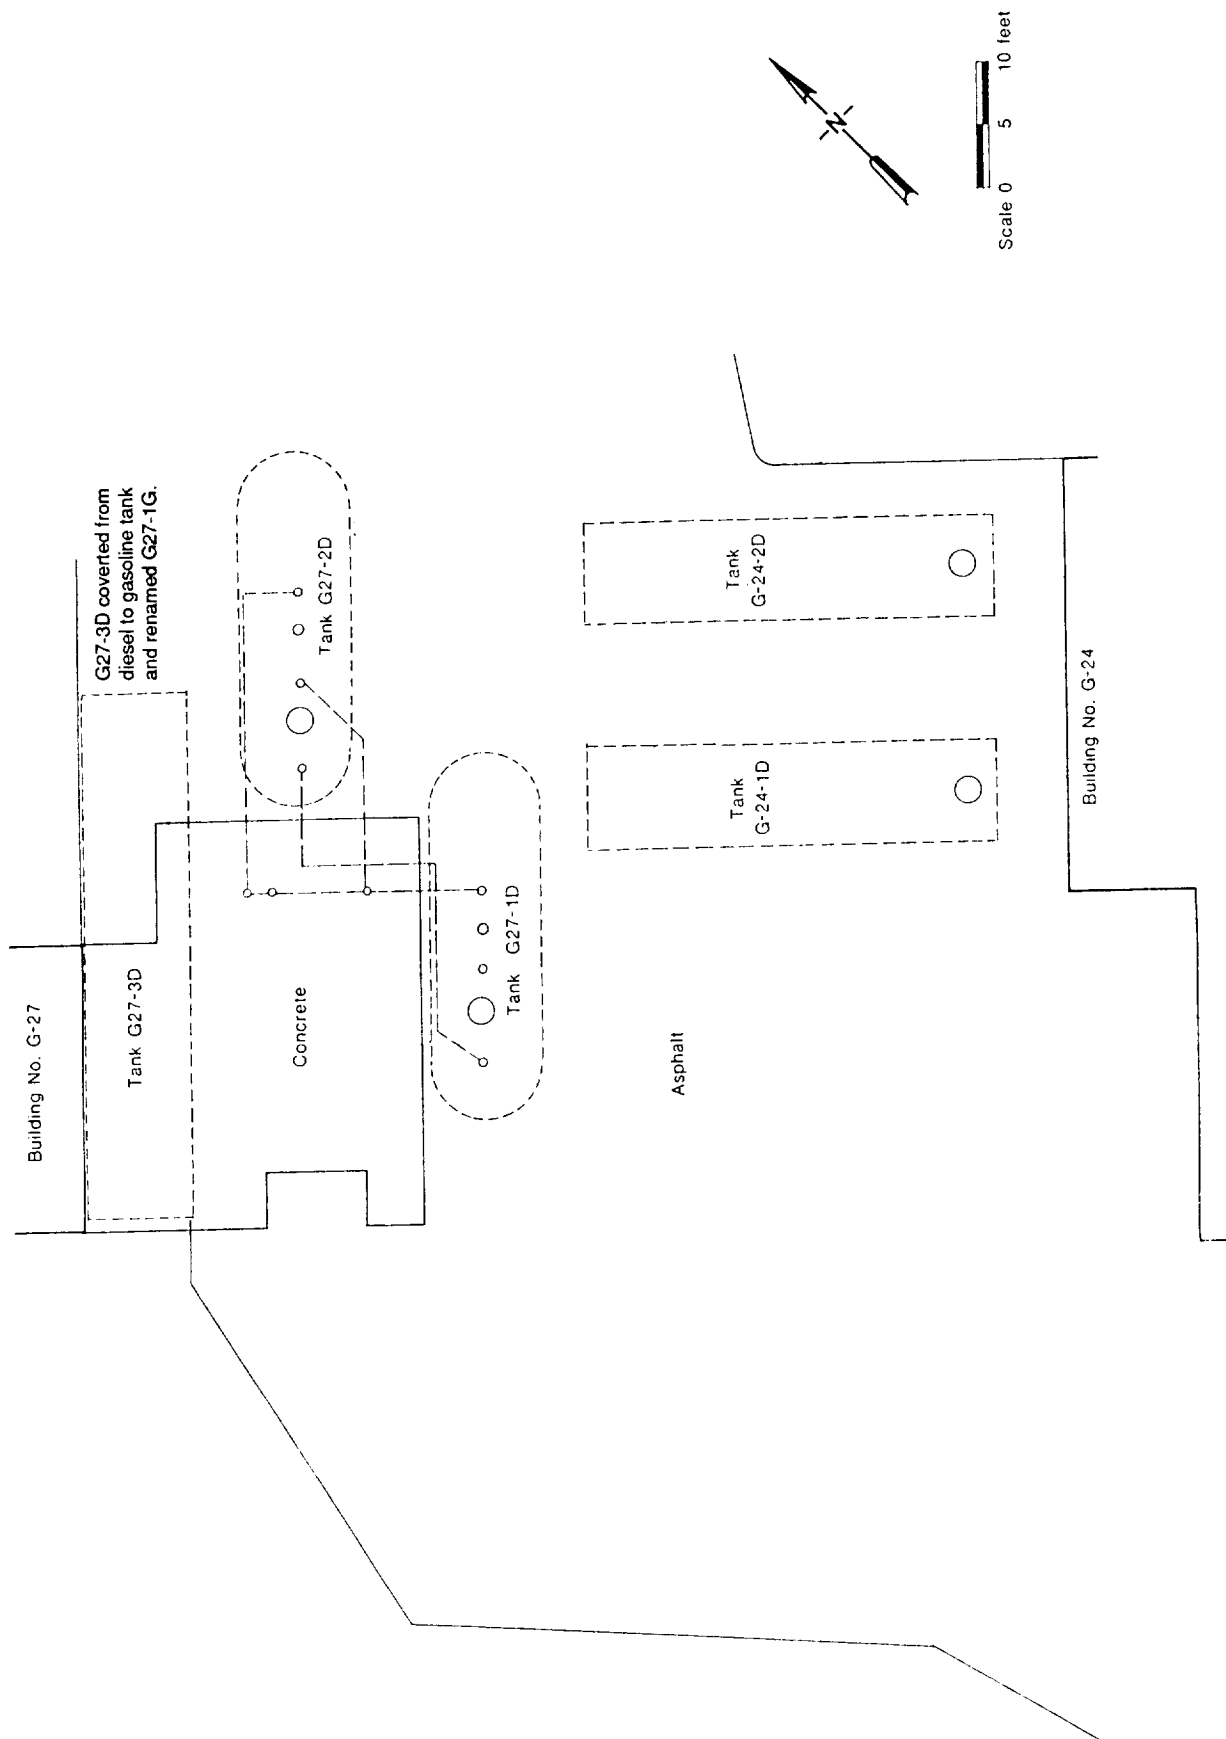 Building No. G-27
Tank G27-3D
G27-3D coverted from
diesel to gasoline tank
and renamed G27-1G.
Concrete
Tank G27-2D
Tank G27-1D
Asphalt
Tank
G-24-1D
Tank
G-24-2D
Building No. G-24
N
Scale 0 5 10 feet